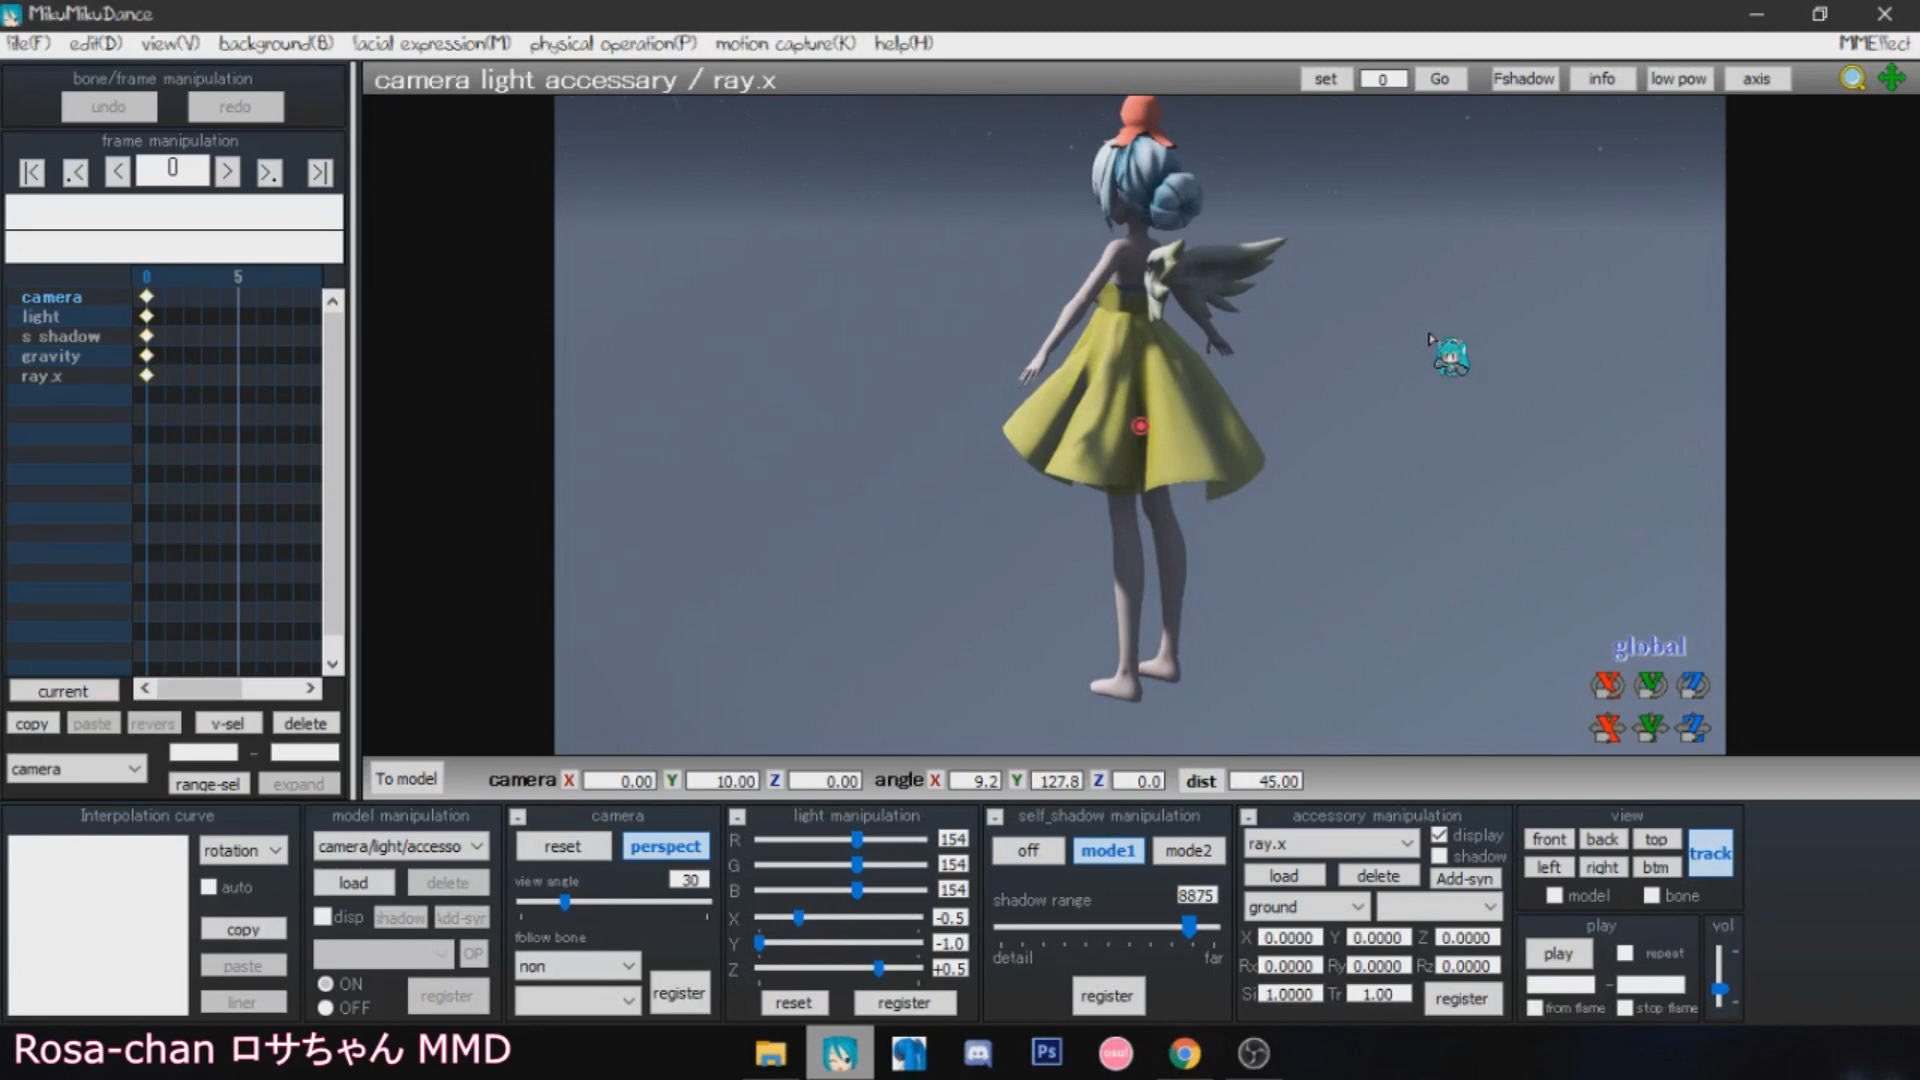 MikuMikuDance
file(F) edit(D) view(V) background(B) facial expression(M) physical operation(P) motion capture(K) help(H) MMEffect
bone/frame manipulation
undo redo
frame manipulation
|< .< < 0 > >. >|
0 5
camera
light
s shadow
gravity
ray.x
current
copy paste revers v-sel delete
-
camera
range-sel expand
camera light accessary / ray.x
set 0 Go Fshadow info low pow axis
global
X Y Z
X Y Z
To model camera X 0.00 Y 10.00 Z 0.00 angle X 9.2 Y 127.8 Z 0.0 dist 45.00
Interpolation curve
rotation
auto
copy
paste
liner
model manipulation
camera/light/accesso
load delete
disp shadow Add-syn
OP
ON
OFF
register
- camera
reset perspect
view angle 30
follow bone
non
register
- light manipulation
R 154
G 154
B 154
X -0.5
Y -1.0
Z +0.5
reset register
- self_shadow manipulation
off mode1 mode2
shadow range 8875
detail far
register
- accessory manipulation
ray.x display
shadow
load delete Add-syn
ground
X 0.0000 Y 0.0000 Z 0.0000
Rx 0.0000 Ry 0.0000 Rz 0.0000
Si 1.0000 Tr 1.00 register
view
front back top
left right btm
track
model bone
play
play repeat
-
from flame stop flame
vol
Rosa-chan ロサちゃん MMD
Ps
osu!